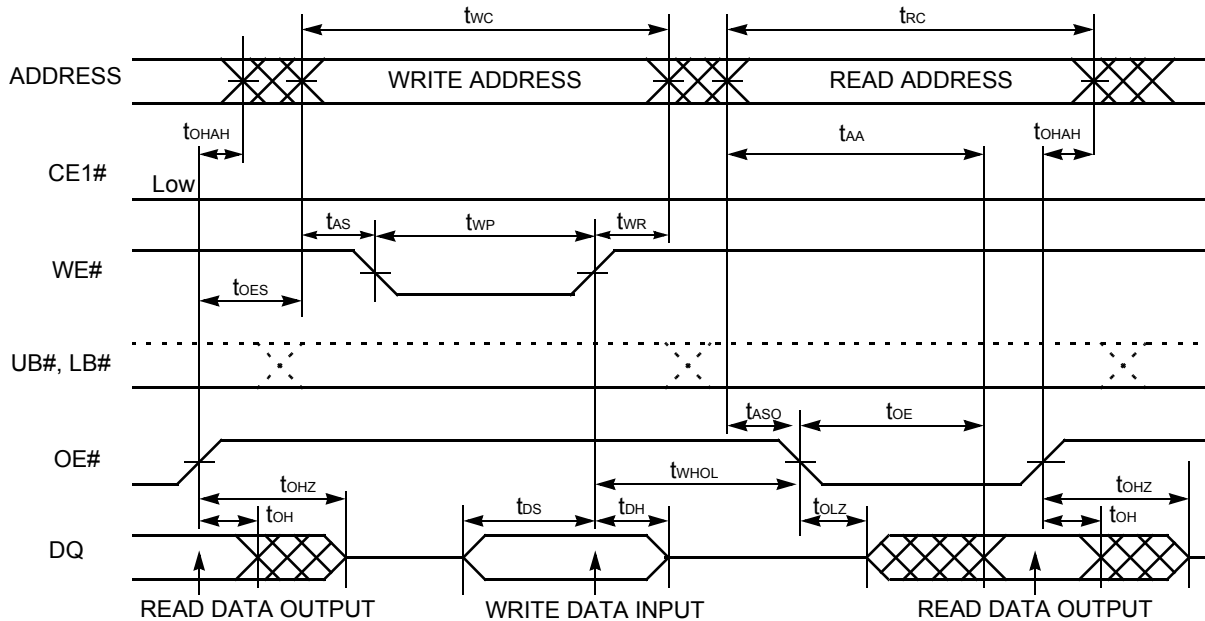 tWC tRC
ADDRESS WRITE ADDRESS READ ADDRESS
tOHAH tAA tOHAH
CE1# Low
tAS tWP tWR
WE#
tOES
UB#, LB#
tASO tOE
OE#
tWHOL
tOHZ tOHZ
tOH tDS tDH tOLZ tOH
DQ
READ DATA OUTPUT WRITE DATA INPUT READ DATA OUTPUT